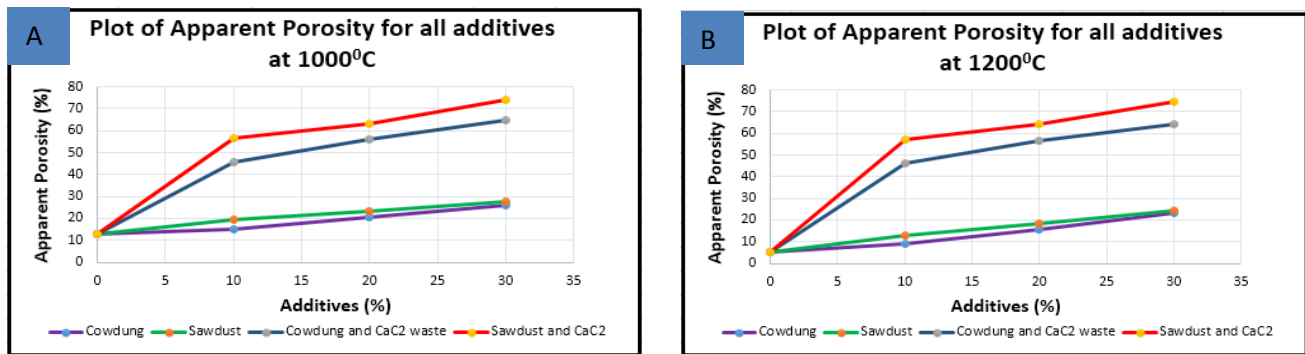 A
Plot of Apparent Porosity for all additives
at 1000⁰C
Apparent Porosity (%)
80
70
60
50
40
30
20
10
0
0 5 10 15 20 25 30 35
Additives (%)
Cowdung Sawdust Cowdung and CaC2 waste Sawdust and CaC2
B
Plot of Apparent Porosity for all additives
at 1200⁰C
Apparent Porosity (%)
80
70
60
50
40
30
20
10
0
0 5 10 15 20 25 30 35
Additives (%)
Cowdung Sawdust Cowdung and CaC2 waste Sawdust and CaC2